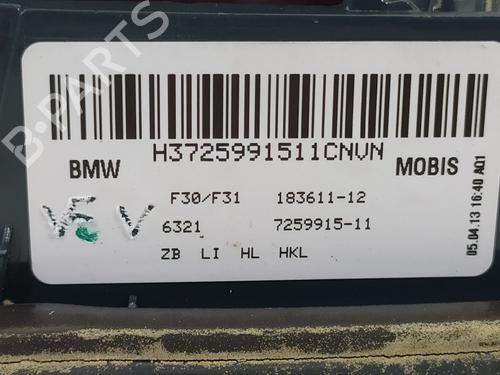 B-PARTS
H3725991511CNVN
BMW
MOBIS
F30/F31 183611-12
6321 7259915-11
ZB LI HL HKL
05.04.13 16:40 A01
VF V